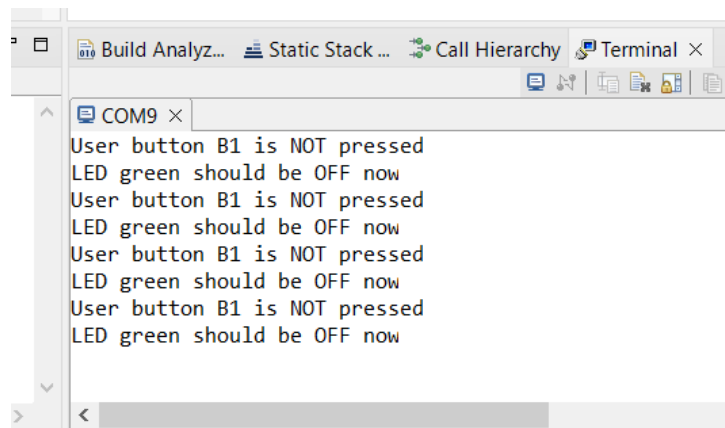 Build Analyz... Static Stack ... Call Hierarchy Terminal
COM9
User button B1 is NOT pressed
LED green should be OFF now
User button B1 is NOT pressed
LED green should be OFF now
User button B1 is NOT pressed
LED green should be OFF now
User button B1 is NOT pressed
LED green should be OFF now